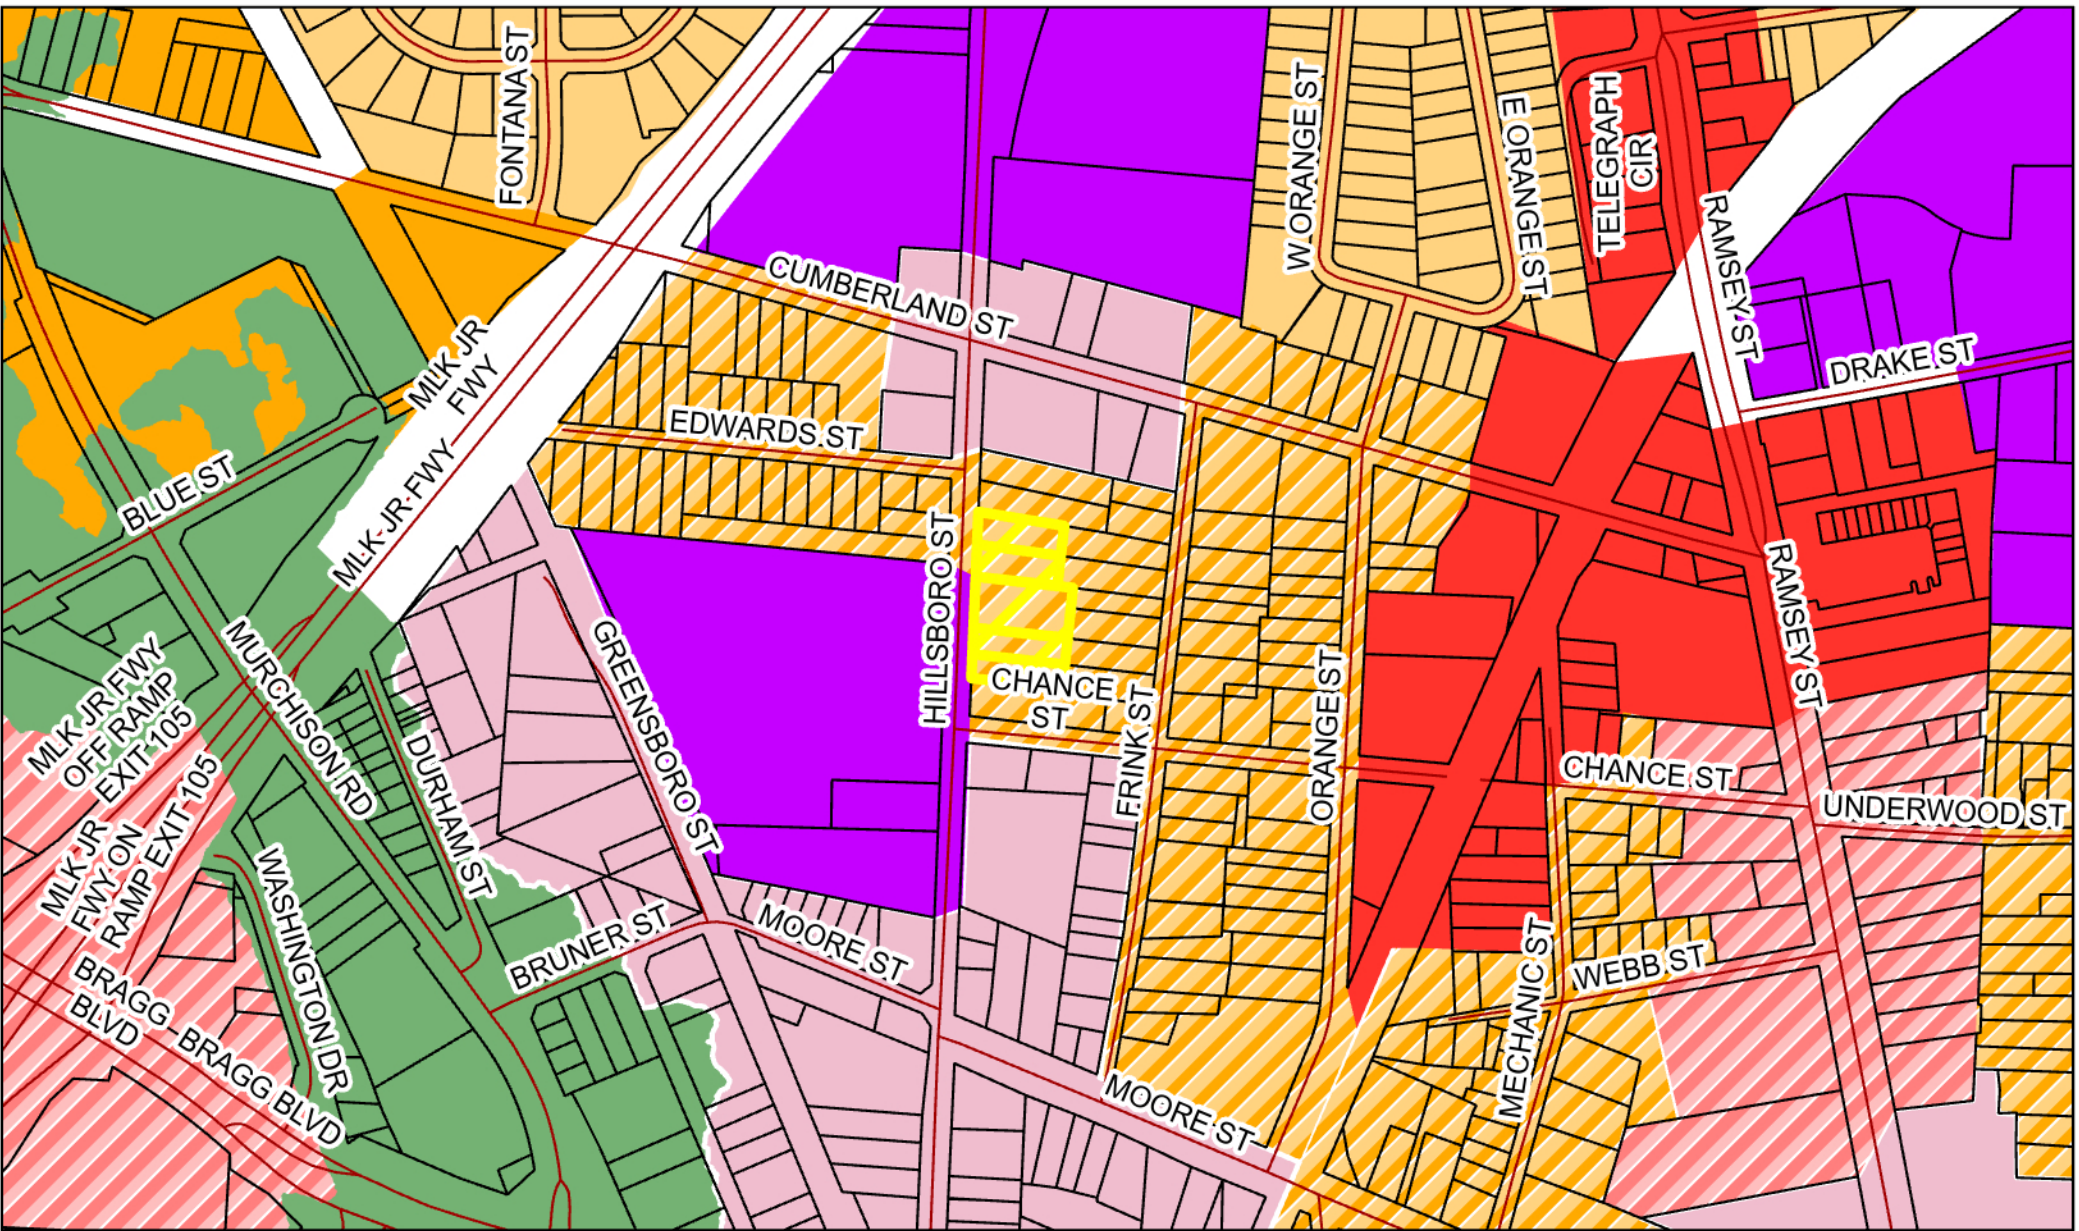 FONTANA ST
W ORANGE ST
E ORANGE ST
TELEGRAPH
CIR
RAMSEY ST
CUMBERLAND ST
DRAKE ST
MLK JR
FWY
EDWARDS ST
BLUE ST
MLK JR FWY
HILLSBORO ST
RAMSEY ST
MURCHISON RD
GREENSBORO ST
MLK JR FWY
OFF RAMP
EXIT 105
CHANCE
ST
FRINK ST
ORANGE ST
DURHAM ST
CHANCE ST
UNDERWOOD ST
MLK JR
FWY ON
RAMP EXIT 105
WASHINGTON DR
BRUNER ST
MOORE ST
MECHANIC ST
WEBB ST
BRAGG
BLVD
BRAGG BLVD
MOORE ST